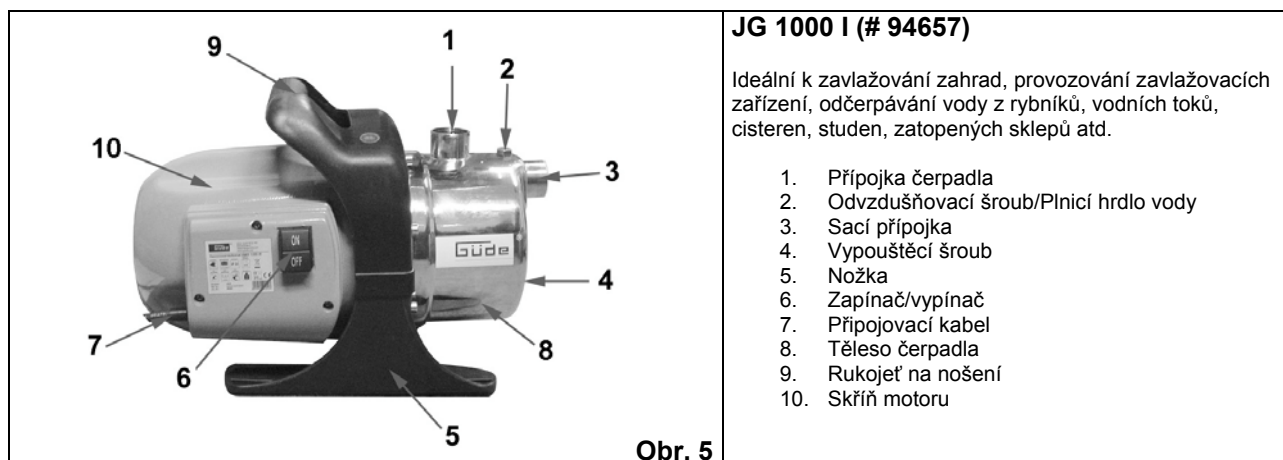 1
9
2
10
3
ON
OFF
Güde
4
7
8
6
5
Obr. 5
JG 1000 I (# 94657)
Ideální k zavlažování zahrad, provozování zavlažovacích
zařízení, odčerpávání vody z rybníků, vodních toků,
cisteren, studen, zatopených sklepů atd.
1. Přípojka čerpadla
2. Odvzdušňovací šroub/Plnicí hrdlo vody
3. Sací přípojka
4. Vypouštěcí šroub
5. Nožka
6. Zapínač/vypínač
7. Připojovací kabel
8. Těleso čerpadla
9. Rukojeť na nošení
10. Skříň motoru